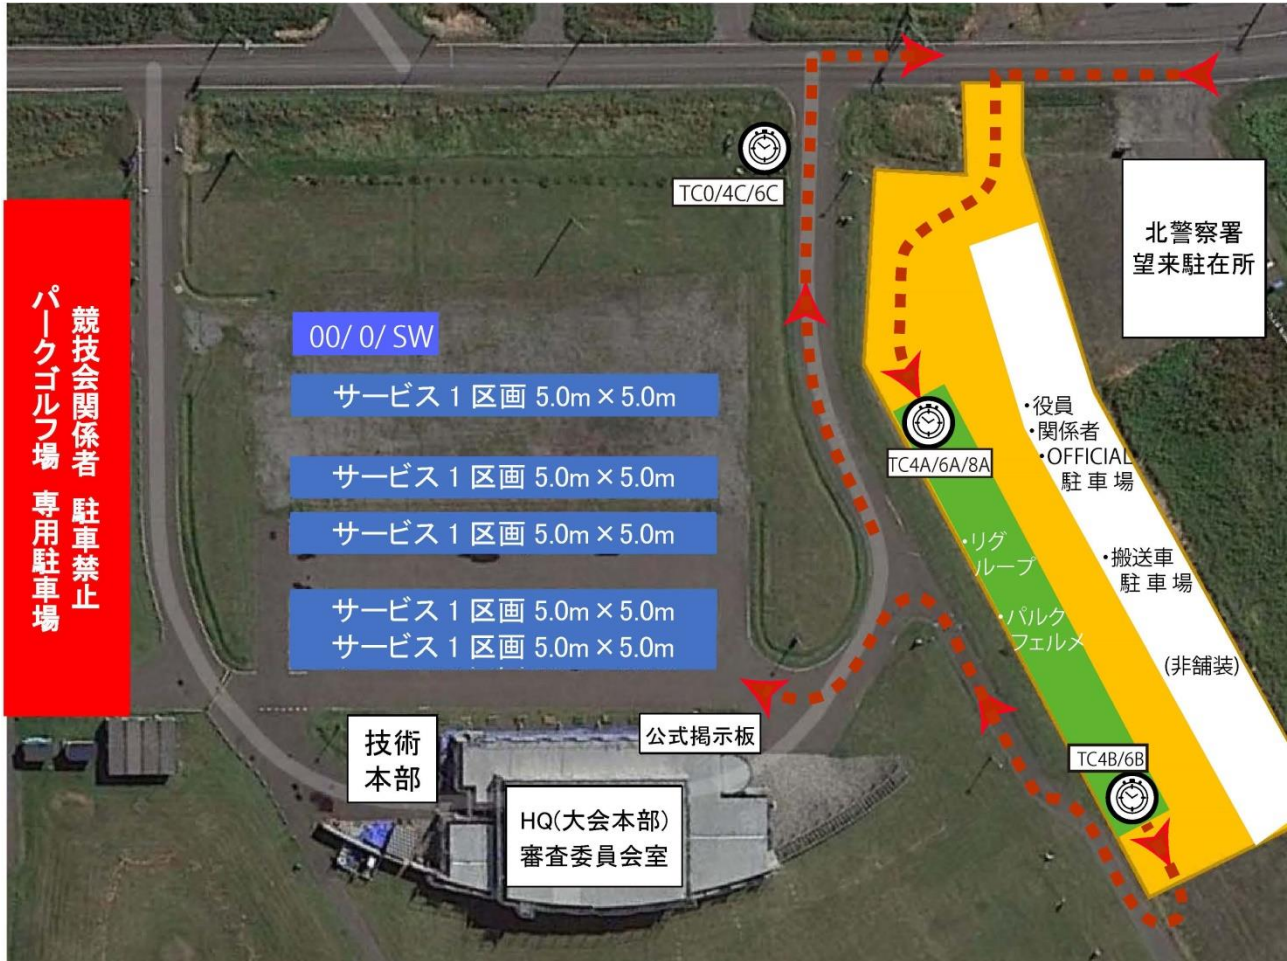 TC0/4C/6C
北警察署
望来駐在所
競技会関係者 駐車禁止
パークゴルフ場 専用駐車場
00/ 0/ SW
サービス 1 区画 5.0m×5.0m
サービス 1 区画 5.0m×5.0m
サービス 1 区画 5.0m×5.0m
サービス 1 区画 5.0m×5.0m
サービス 1 区画 5.0m×5.0m
TC4A/6A/8A
・役員
・関係者
・OFFICIAL
駐車場
・リグ
ループ
・搬送車
駐車場
・パルク
フェルメ
(非舗装)
技術
本部
公式掲示板
TC4B/6B
HQ(大会本部)
審査委員会室